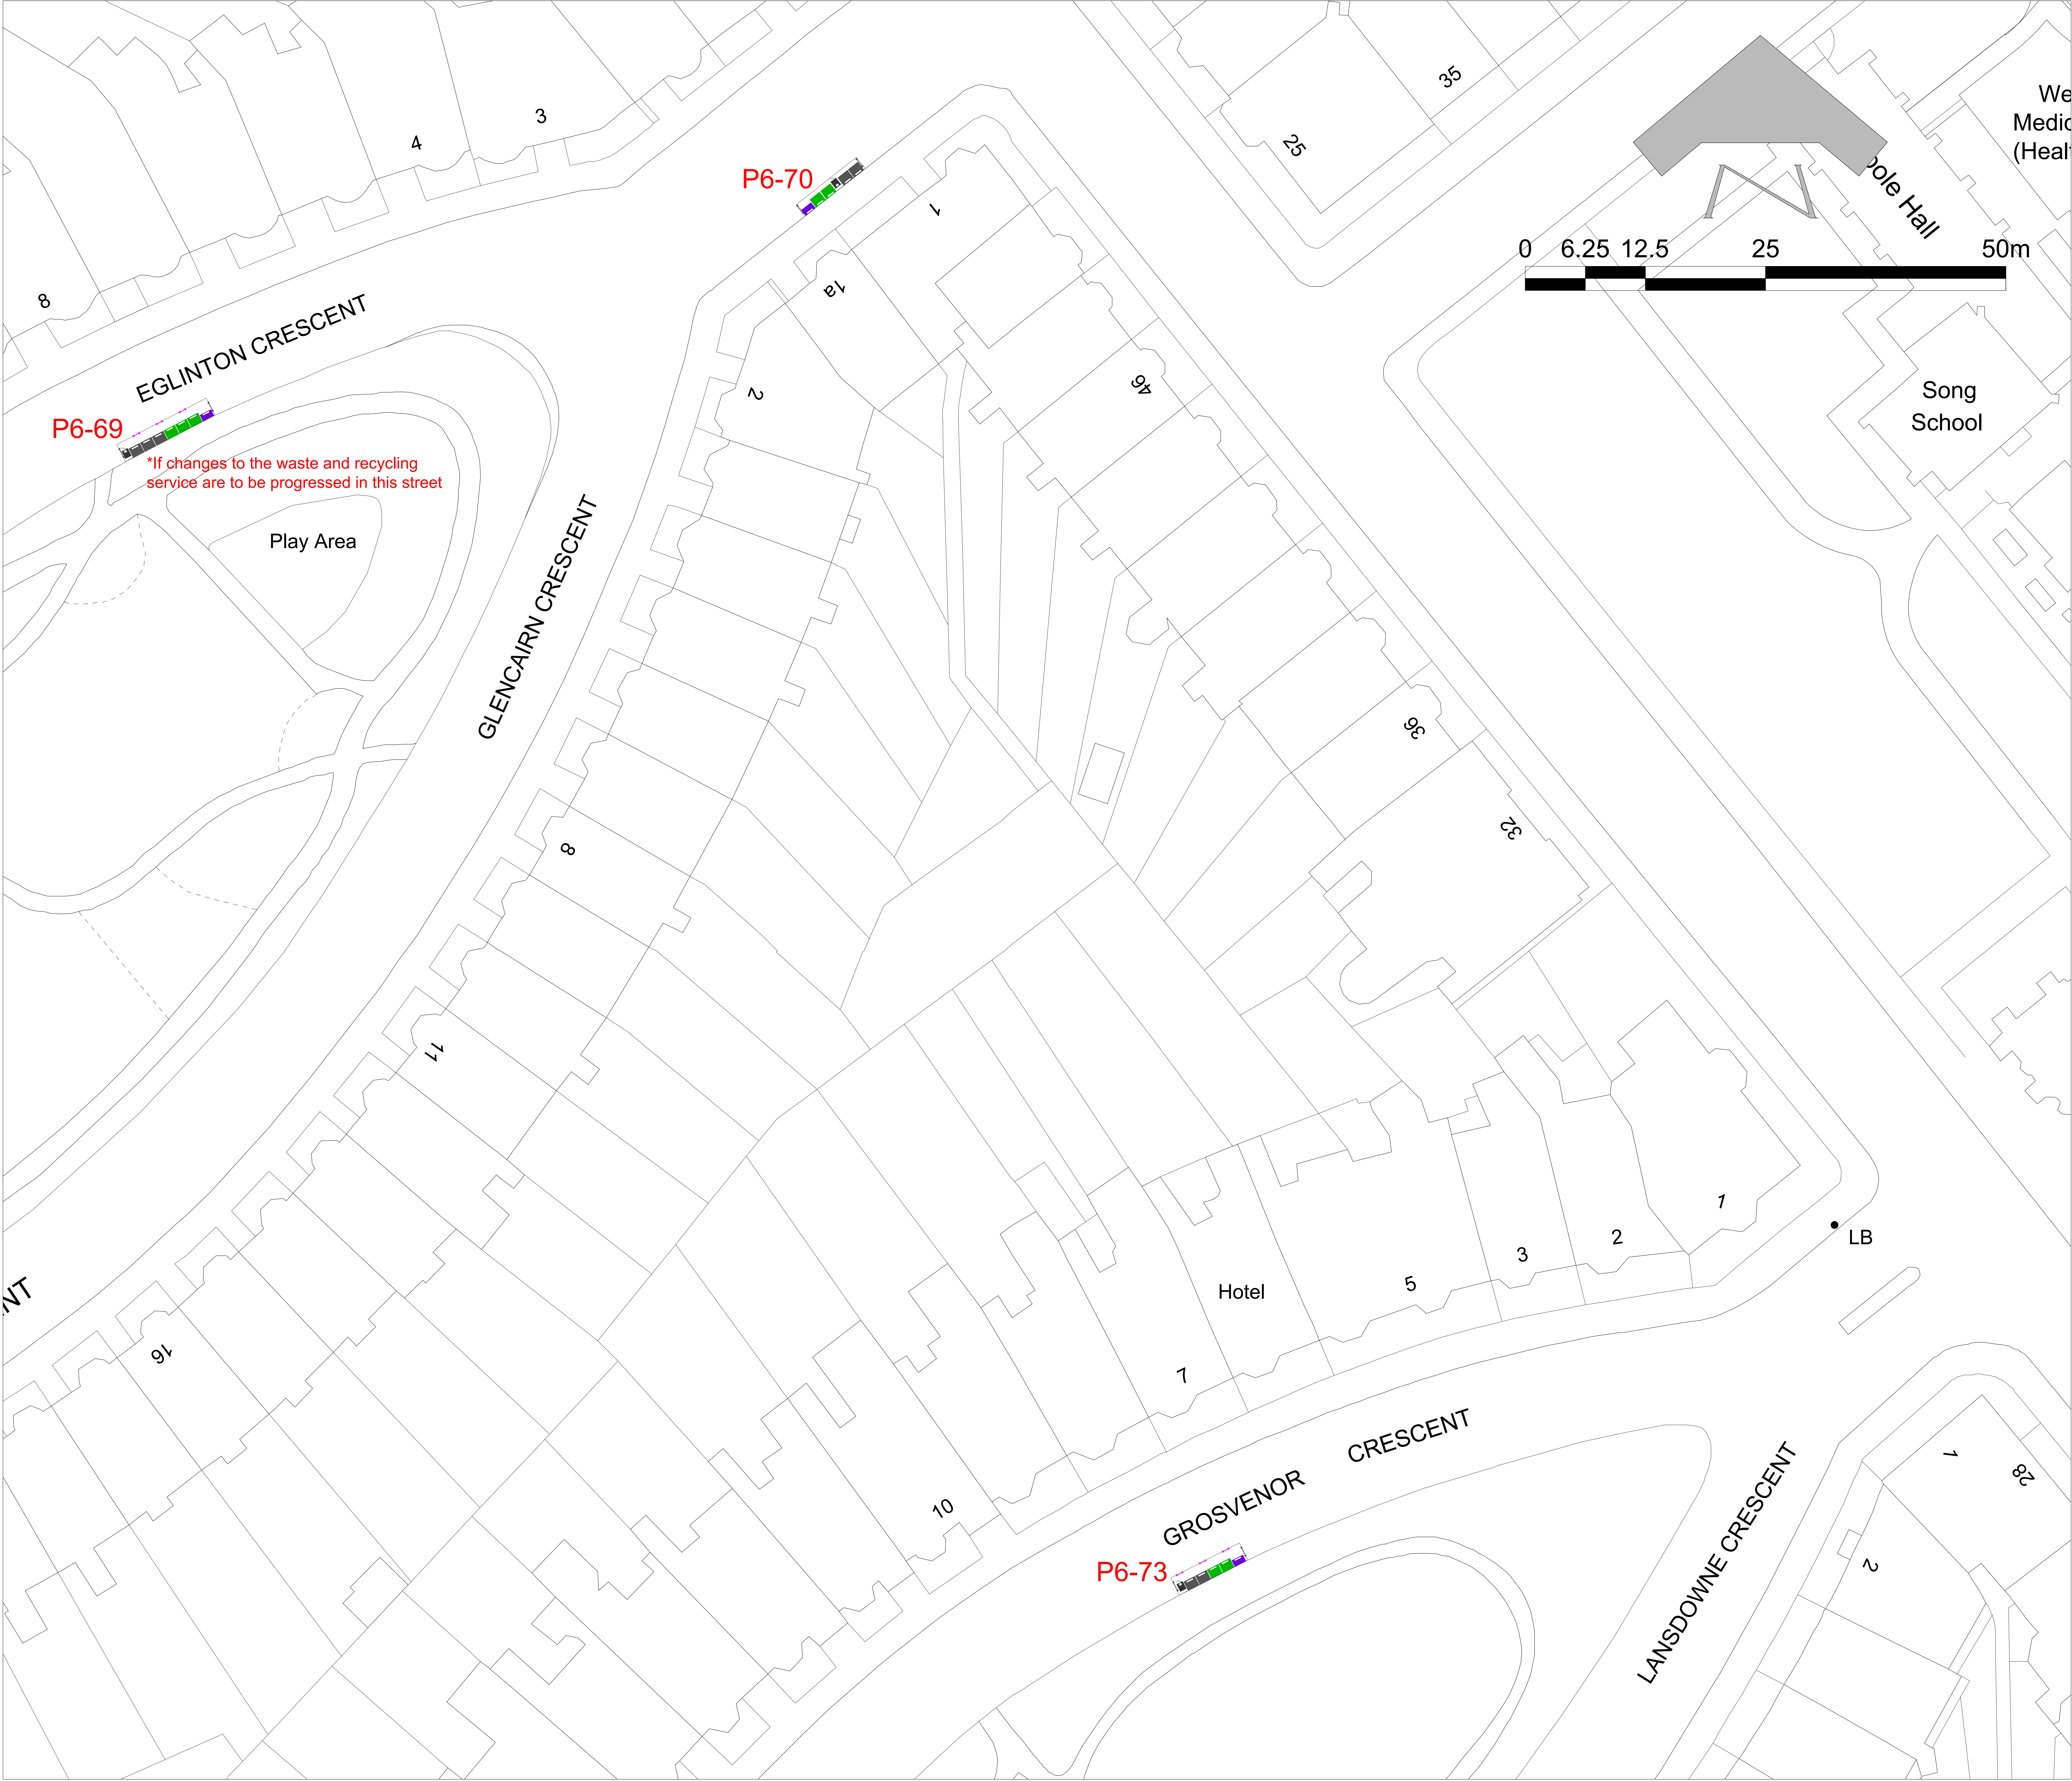 35
We
Medic
(Heal
3
4
25
P6-70
1
oole Hall
0 6.25 12.5 25 50m
1a
8
EGLINTON CRESCENT
46
2
Song
School
P6-69
*If changes to the waste and recycling
service are to be progressed in this street
Play Area
GLENCAIRN CRESCENT
36
32
8
11
1
LB
2
3
5
Hotel
NT
16
7
GROSVENOR CRESCENT
1
28
10
P6-73
2
LANSDOWNE CRESCENT